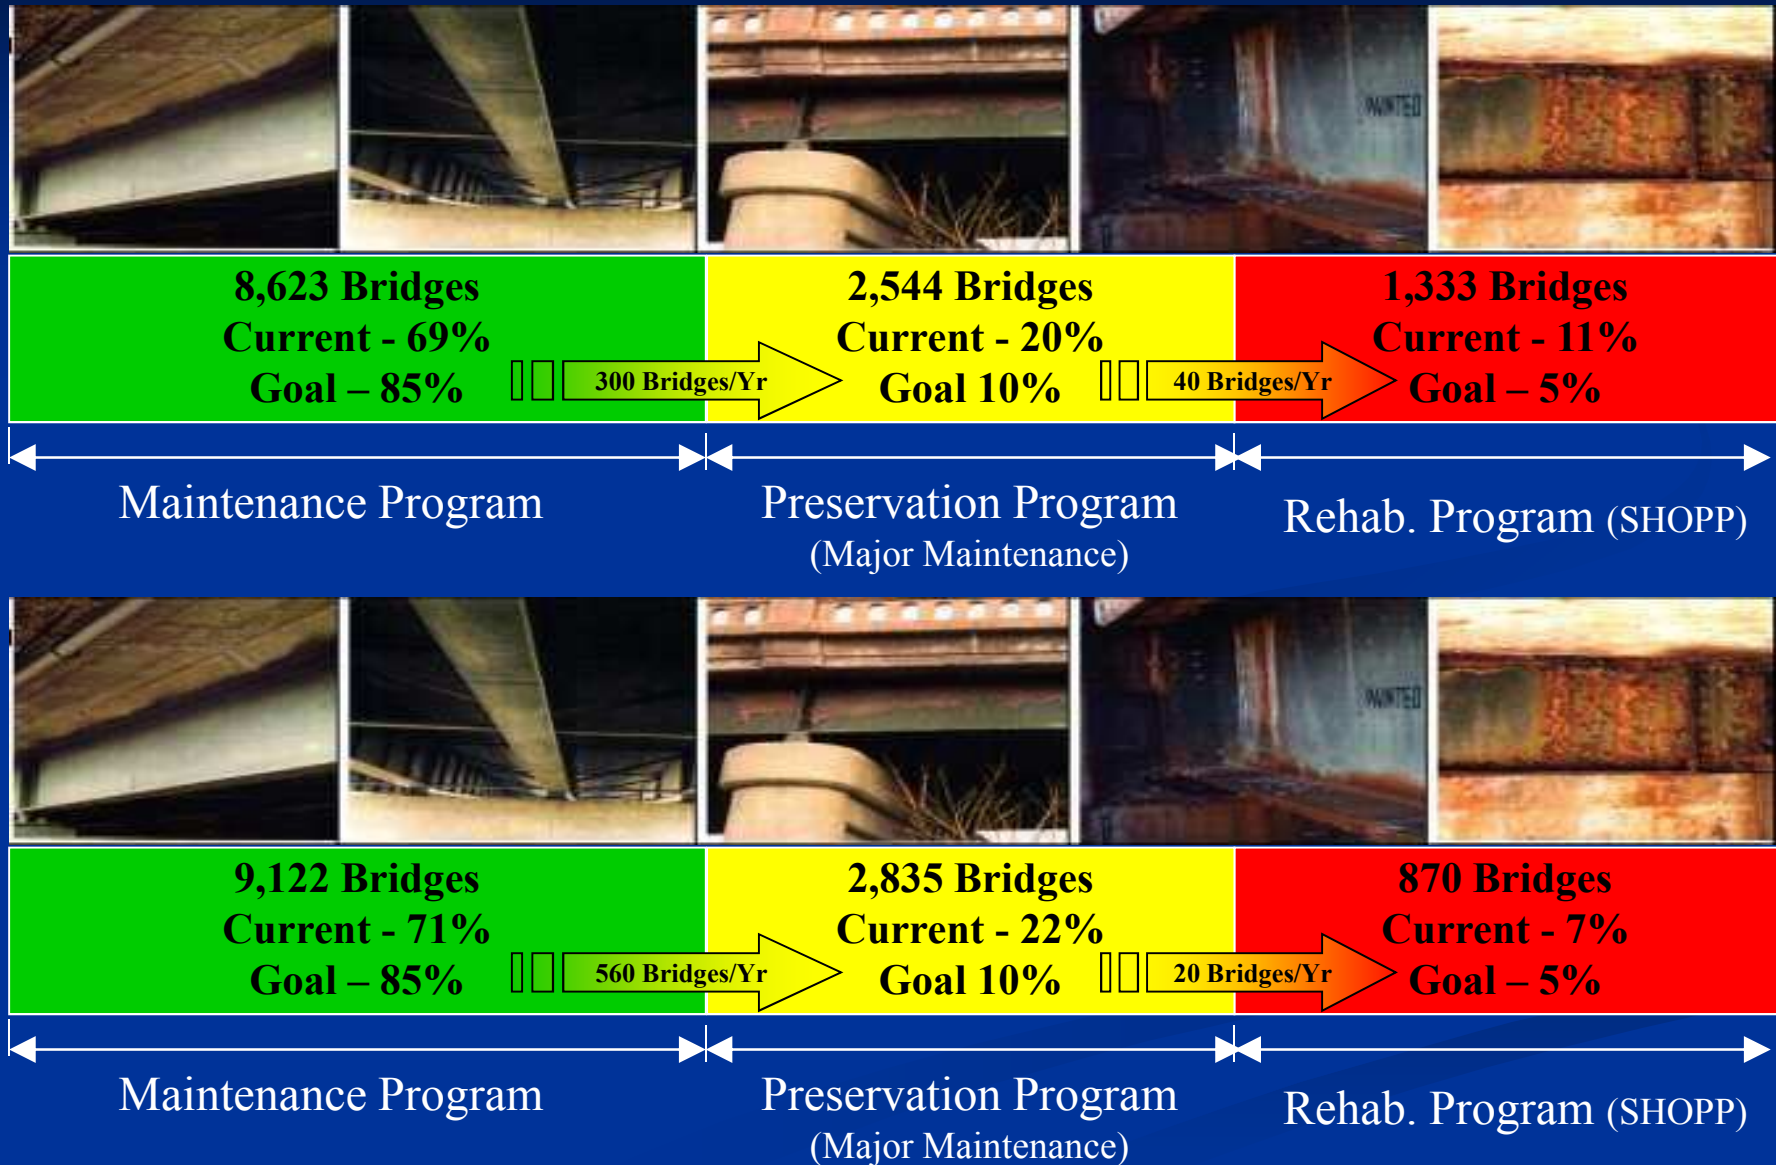 PAINTED
8,623 Bridges
Current - 69%
Goal – 85%
300 Bridges/Yr
2,544 Bridges
Current - 20%
Goal 10%
40 Bridges/Yr
1,333 Bridges
Current - 11%
Goal – 5%
Maintenance Program
Preservation Program
(Major Maintenance)
Rehab. Program (SHOPP)
PAINTED
9,122 Bridges
Current - 71%
Goal – 85%
560 Bridges/Yr
2,835 Bridges
Current - 22%
Goal 10%
20 Bridges/Yr
870 Bridges
Current - 7%
Goal – 5%
Maintenance Program
Preservation Program
(Major Maintenance)
Rehab. Program (SHOPP)